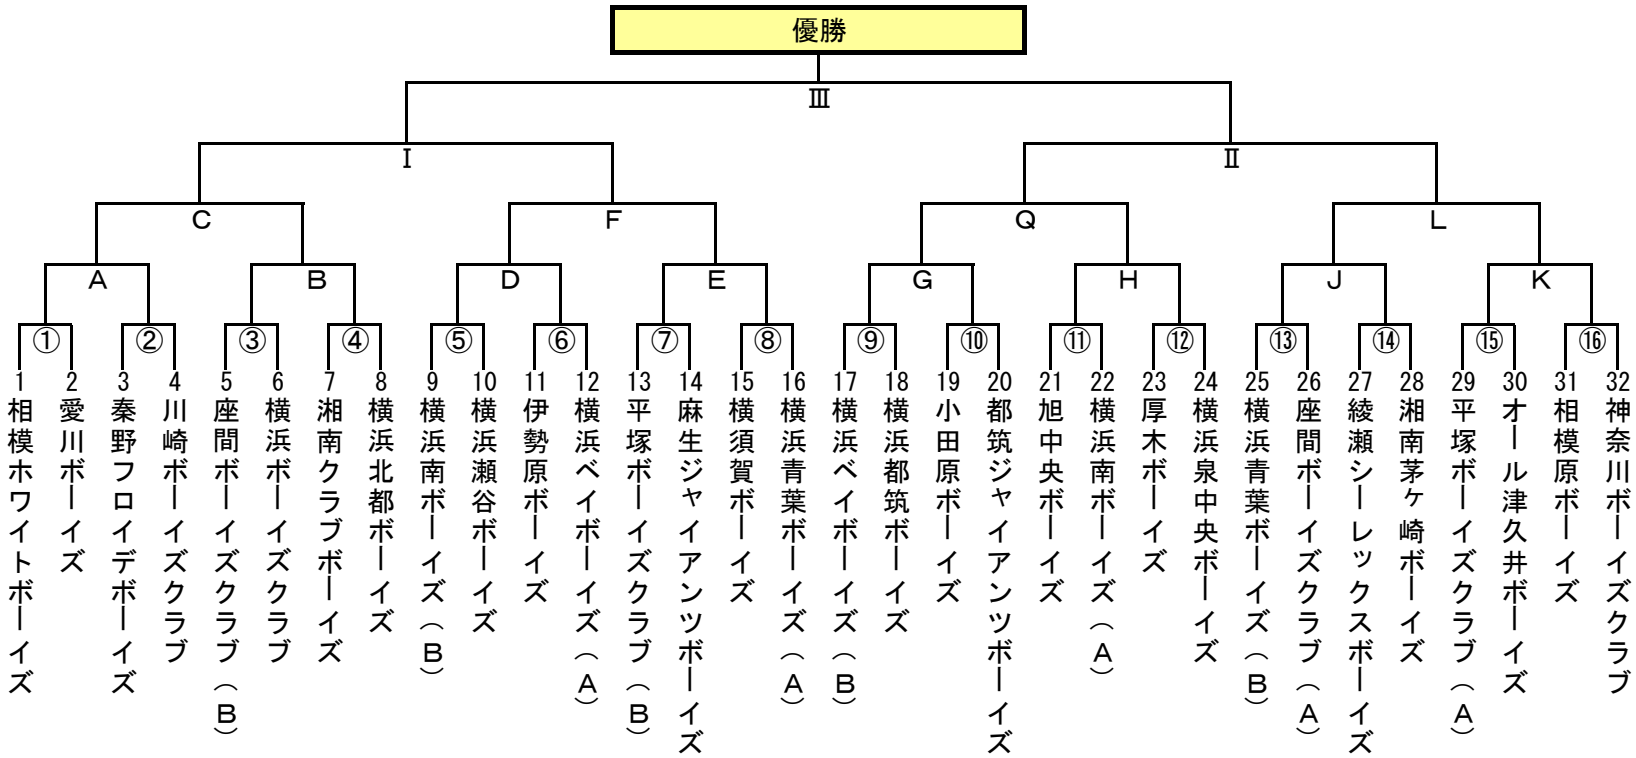 優勝
Ⅲ
Ⅰ
Ⅱ
C
F
Q
L
A
B
D
E
G
H
J
K
①
②
③
④
⑤
⑥
⑦
⑧
⑨
⑩
⑪
⑫
⑬
⑭
⑮
⑯
1 相模ホワイトボーイズ
2 愛川ボーイズ
3 秦野フロイデボーイズ
4 川崎ボーイズクラブ
5 座間ボーイズクラブ（B）
6 横浜ボーイズクラブ
7 湘南クラブボーイズ
8 横浜北都ボーイズ
9 横浜南ボーイズ（B）
10 横浜瀬谷ボーイズ
11 伊勢原ボーイズ
12 横浜ベイボーイズ（A）
13 平塚ボーイズクラブ（B）
14 麻生ジャイアンツボーイズ
15 横須賀ボーイズ
16 横浜青葉ボーイズ（A）
17 横浜ベイボーイズ（B）
18 横浜都筑ボーイズ
19 小田原ボーイズ
20 都筑ジャイアンツボーイズ
21 旭中央ボーイズ
22 横浜南ボーイズ（A）
23 厚木ボーイズ
24 横浜泉中央ボーイズ
25 横浜青葉ボーイズ（B）
26 座間ボーイズクラブ（A）
27 綾瀬シーレックスボーイズ
28 湘南茅ヶ崎ボーイズ
29 平塚ボーイズクラブ（A）
30 オール津久井ボーイズ
31 相模原ボーイズ
32 神奈川ボーイズクラブ